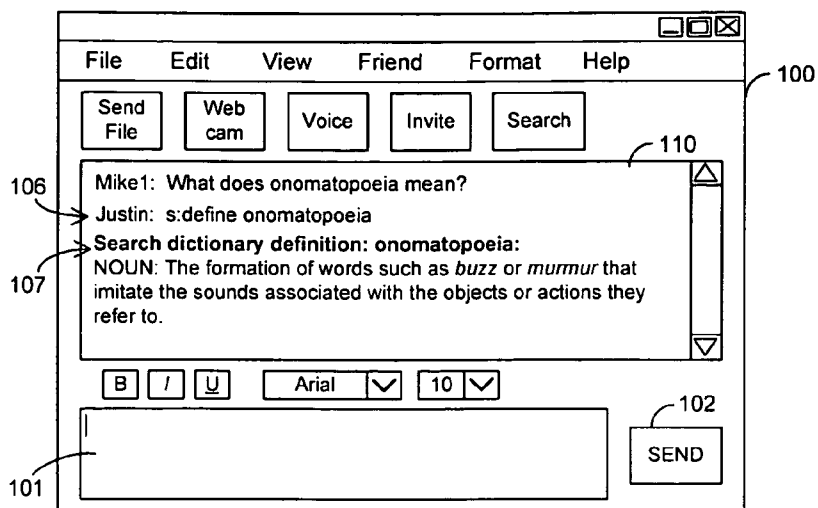 File Edit View Friend Format Help
100
Send File Web cam Voice Invite Search
110
Mike1: What does onomatopoeia mean?
106
Justin: s:define onomatopoeia
Search dictionary definition: onomatopoeia:
107
NOUN: The formation of words such as buzz or murmur that
imitate the sounds associated with the objects or actions they
refer to.
B I U Arial 10
102
SEND
101